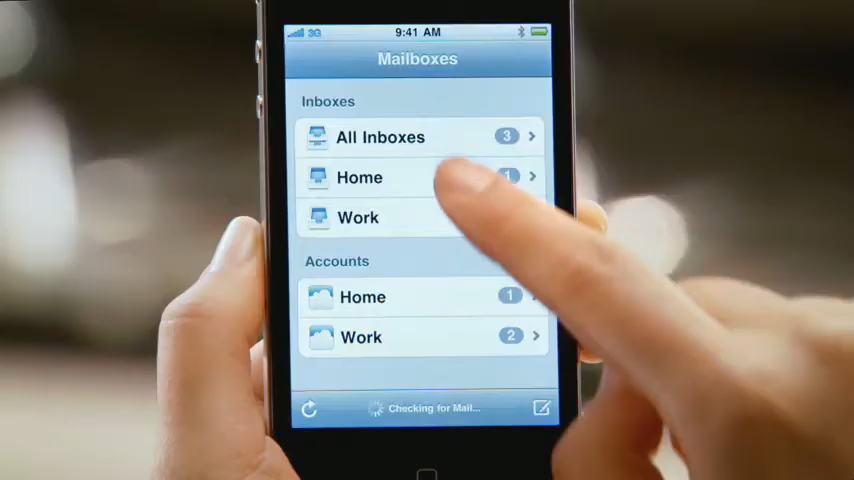 3G 9:41 AM
Mailboxes
Inboxes
All Inboxes 3
Home 1
Work
Accounts
Home 1
Work 2
Checking for Mail...